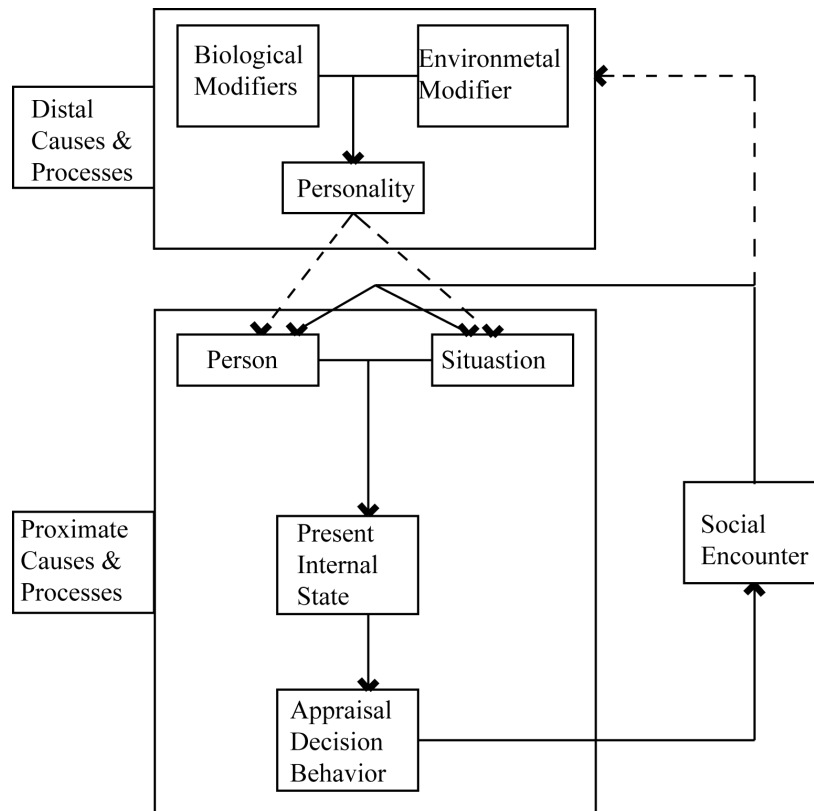 Biological
Modifiers
Environmetal
Modifier
Distal
Causes &
Processes
Personality
Person
Situastion
Proximate
Causes &
Processes
Present
Internal
State
Social
Encounter
Appraisal
Decision
Behavior